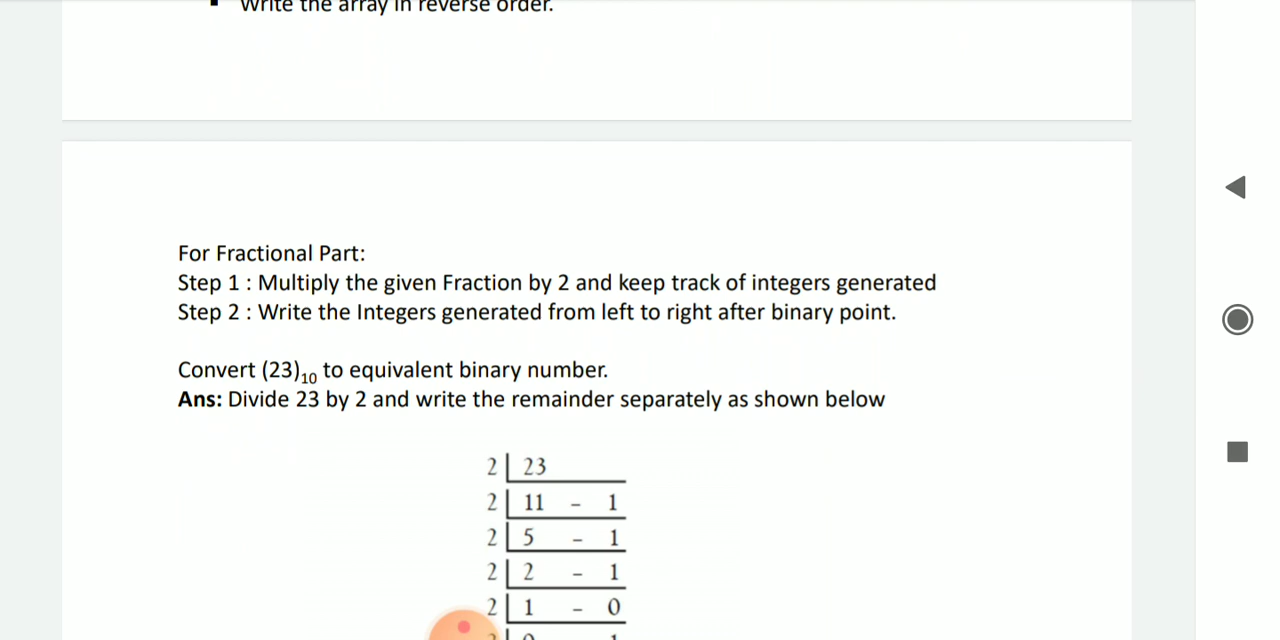 ▪ Write the array in reverse order.
For Fractional Part:
Step 1 : Multiply the given Fraction by 2 and keep track of integers generated
Step 2 : Write the Integers generated from left to right after binary point.
Convert (23)₁₀ to equivalent binary number.
Ans: Divide 23 by 2 and write the remainder separately as shown below
2 | 23
2 | 11 - 1
2 | 5 - 1
2 | 2 - 1
2 | 1 - 0